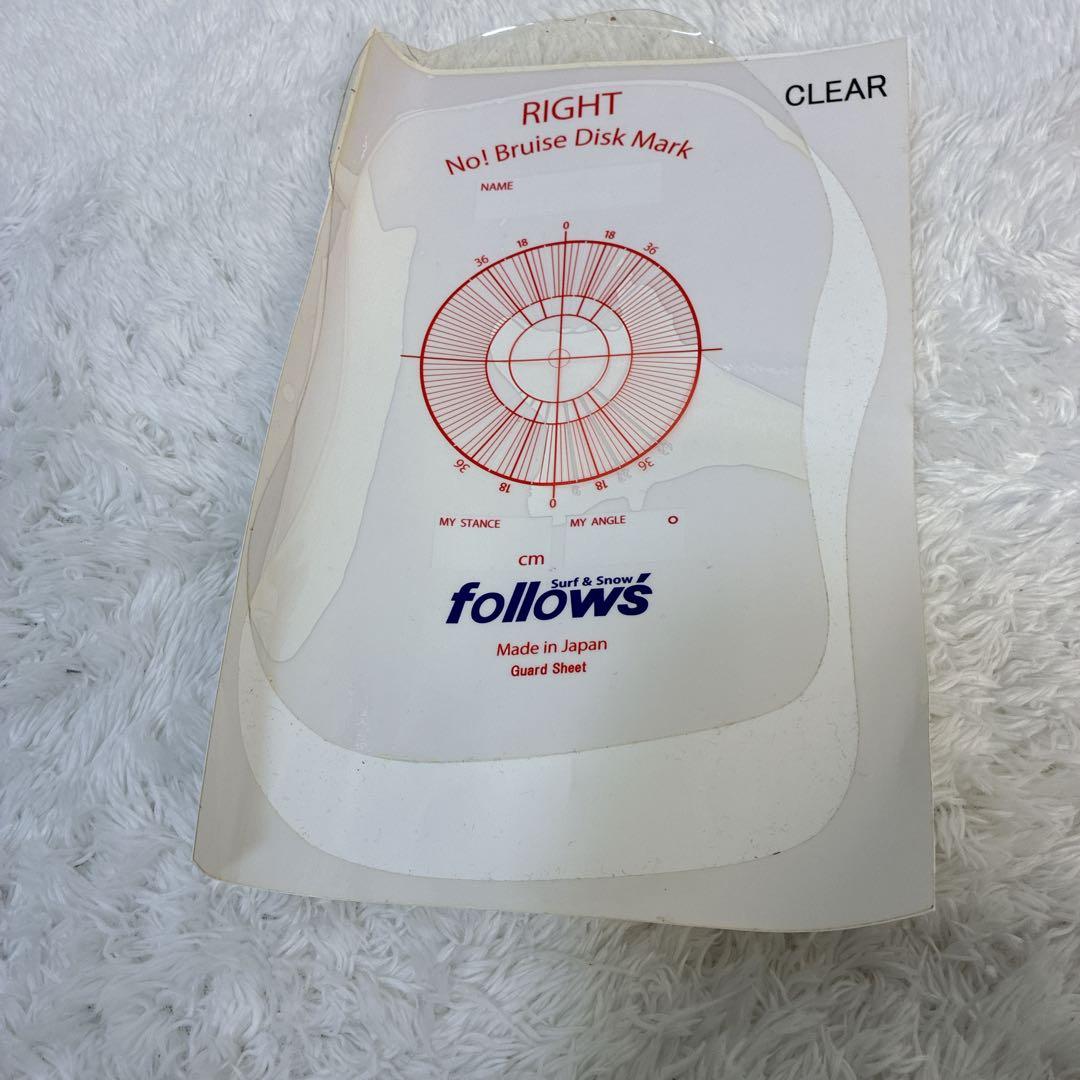 CLEAR
RIGHT
No! Bruise Disk Mark
NAME
36 18 0 18 36
36 18 0 18 36
MY STANCE MY ANGLE O
cm
Surf & Snow
follow's
Made in Japan
Guard Sheet